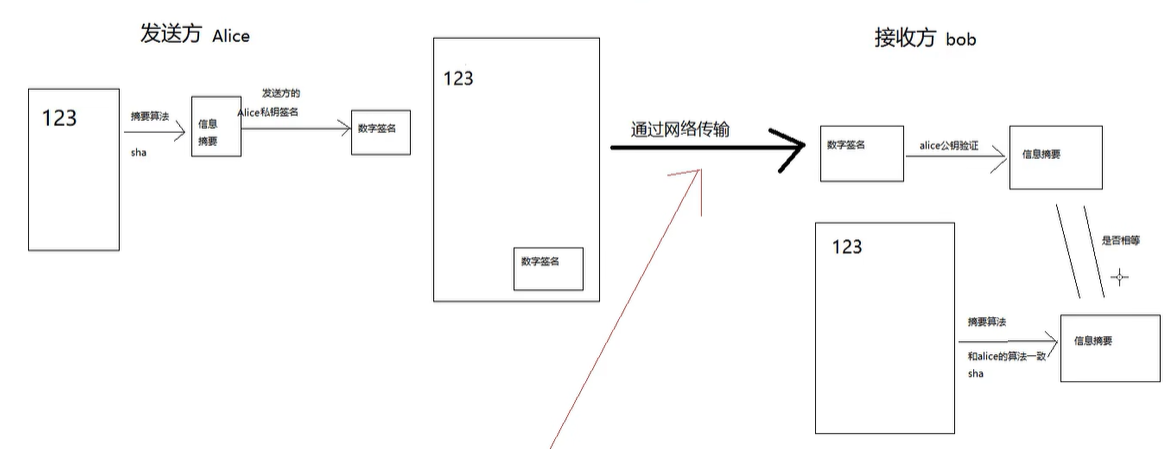 发送方 Alice
123
摘要算法
sha
信息
摘要
发送方的
Alice私钥签名
数字签名
123
数字签名
通过网络传输
接收方 bob
数字签名
alice公钥验证
信息摘要
是否相等
123
摘要算法
和alice的算法一致
sha
信息摘要